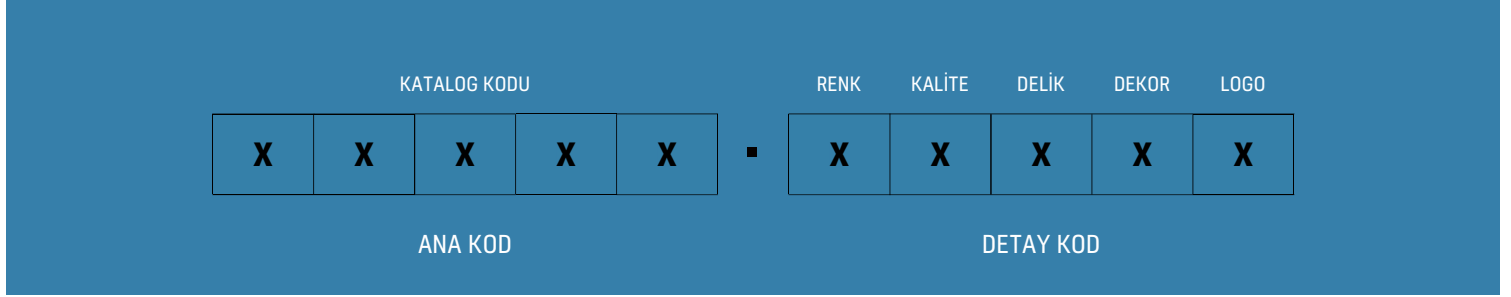 KATALOG KODU RENK KALİTE DELİK DEKOR LOGO
X X X X X . X X X X X
ANA KOD DETAY KOD